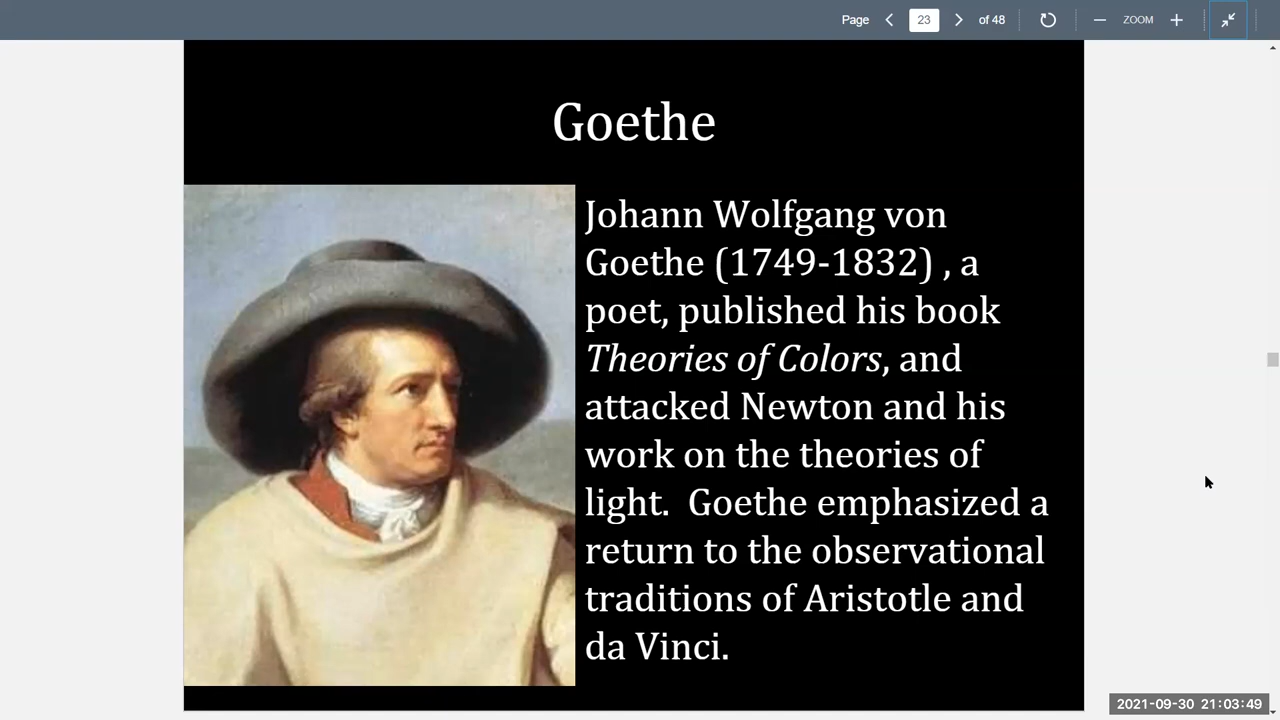 Page 23 of 48 ZOOM
Goethe
Johann Wolfgang von
Goethe (1749-1832) , a
poet, published his book
Theories of Colors, and
attacked Newton and his
work on the theories of
light.  Goethe emphasized a
return to the observational
traditions of Aristotle and
da Vinci.
2021-09-30 21:03:49